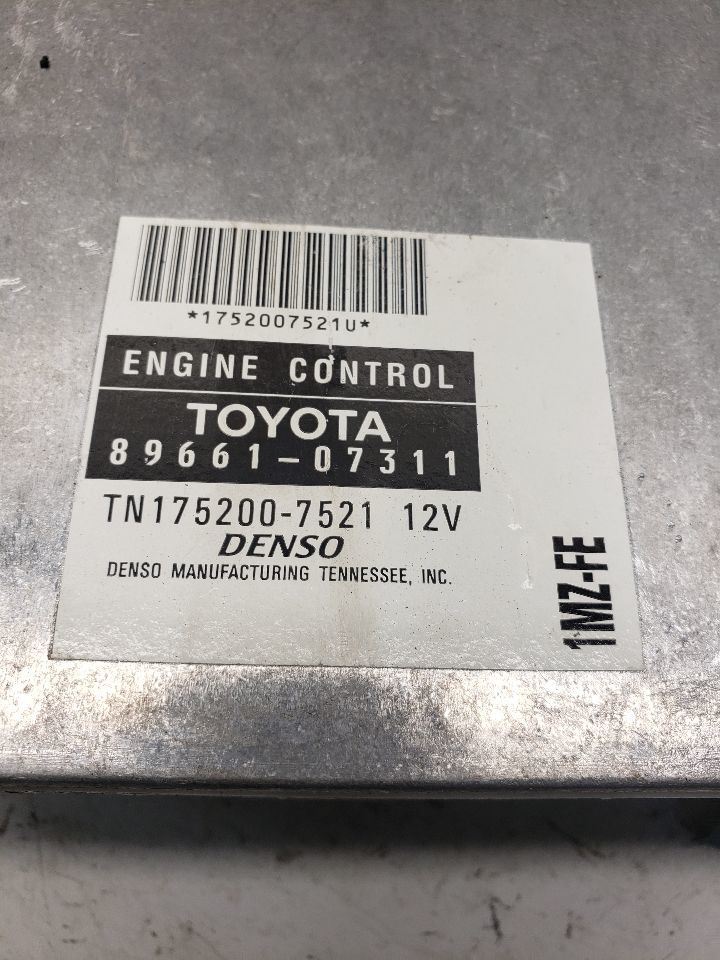 *1752007521U*
ENGINE CONTROL
TOYOTA
89661-07311
TN175200-7521 12V
DENSO
DENSO MANUFACTURING TENNESSEE, INC.
1MZ-FE